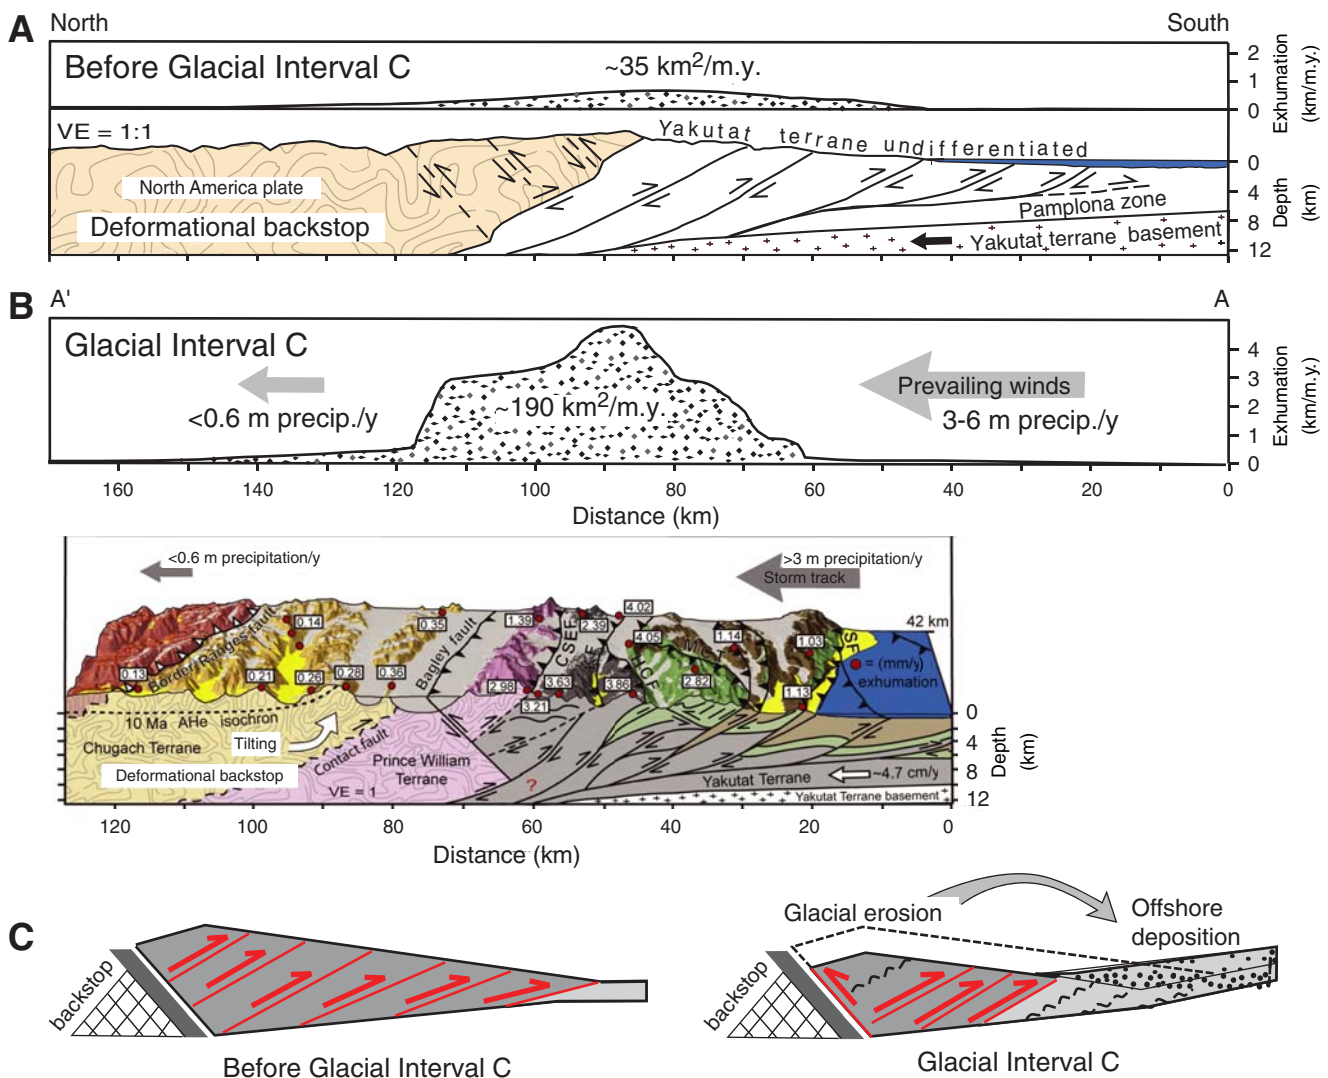 A
North
South
Before Glacial Interval C
~35 km²/m.y.
2
1
0
Exhumation
(km/m.y.)
VE = 1:1
Yakutat terrane undifferentiated
North America plate
Deformational backstop
0
4
8
12
Depth
(km)
Pamplona zone
Yakutat terrane basement
B
A'
A
Glacial Interval C
<0.6 m precip./y
~190 km²/m.y.
Prevailing winds
3-6 m precip./y
4
3
2
1
0
Exhumation
(km/m.y.)
160 140 120 100 80 60 40 20 0
Distance (km)
<0.6 m precipitation/y
>3 m precipitation/y
Storm track
42 km
= (mm/y)
exhumation
Border Ranges fault
Bagley fault
CSEF
HCF
MCT
SF
0.13
0.14
0.21
0.26
0.28
0.35
0.36
1.39
2.39
4.02
4.05
1.14
1.03
2.98
3.63
3.86
2.82
1.13
3.21
10 Ma AHe isochron
Chugach Terrane
Tilting
Deformational backstop
Contact fault
Prince William
Terrane
VE = 1
?
Yakutat Terrane
~4.7 cm/y
Yakutat Terrane basement
0
4
8
12
Depth
(km)
120 100 80 60 40 20 0
Distance (km)
C
backstop
Before Glacial Interval C
Glacial erosion
Offshore
deposition
backstop
Glacial Interval C